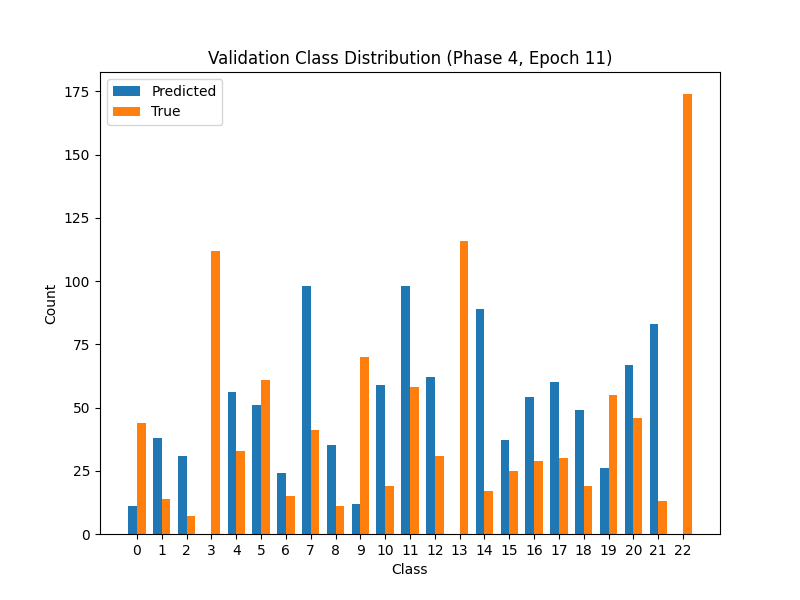 Validation Class Distribution (Phase 4, Epoch 11)
Predicted
True
175
150
125
100
75
50
25
0
Count
0 1 2 3 4 5 6 7 8 9 10 11 12 13 14 15 16 17 18 19 20 21 22
Class